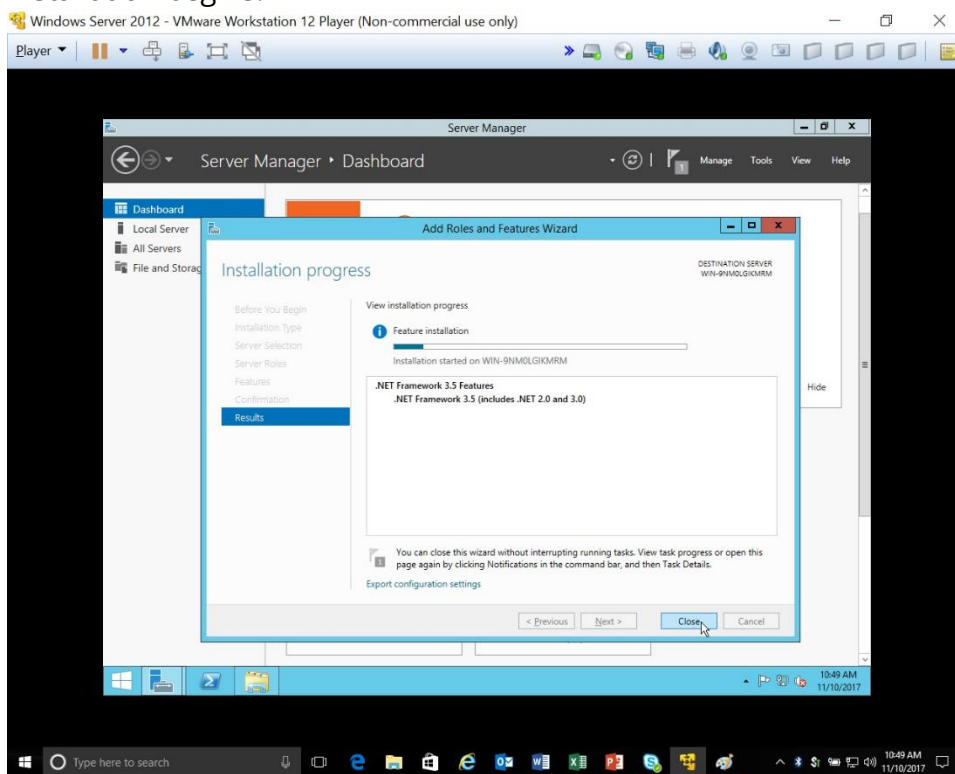 Windows Server 2012 - VMware Workstation 12 Player (Non-commercial use only)
Player
Server Manager
Server Manager • Dashboard
1
Manage Tools View Help
Dashboard
Local Server
All Servers
File and Storag
Hide
Add Roles and Features Wizard
Installation progress
DESTINATION SERVER
WIN-9NM0LGIKMRM
Before You Begin
Installation Type
Server Selection
Server Roles
Features
Confirmation
Results
View installation progress
Feature installation
Installation started on WIN-9NM0LGIKMRM
.NET Framework 3.5 Features
.NET Framework 3.5 (includes .NET 2.0 and 3.0)
1
You can close this wizard without interrupting running tasks. View task progress or open this
page again by clicking Notifications in the command bar, and then Task Details.
Export configuration settings
< Previous Next > Close Cancel
10:49 AM
11/10/2017
Type here to search
10:49 AM
11/10/2017